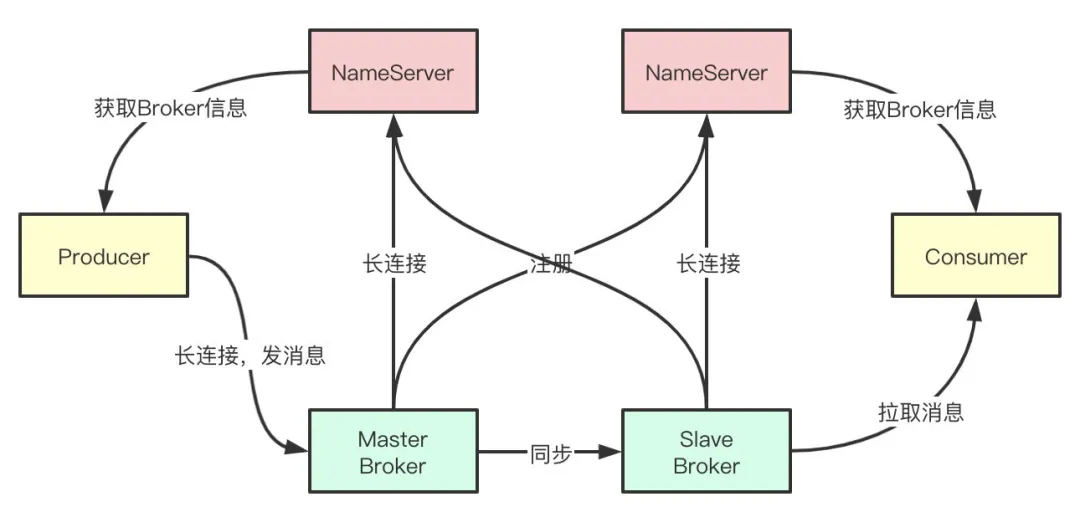 NameServer
NameServer
获取Broker信息
获取Broker信息
Producer
长连接
注册
长连接
Consumer
长连接，发消息
拉取消息
Master
Broker
同步
Slave
Broker